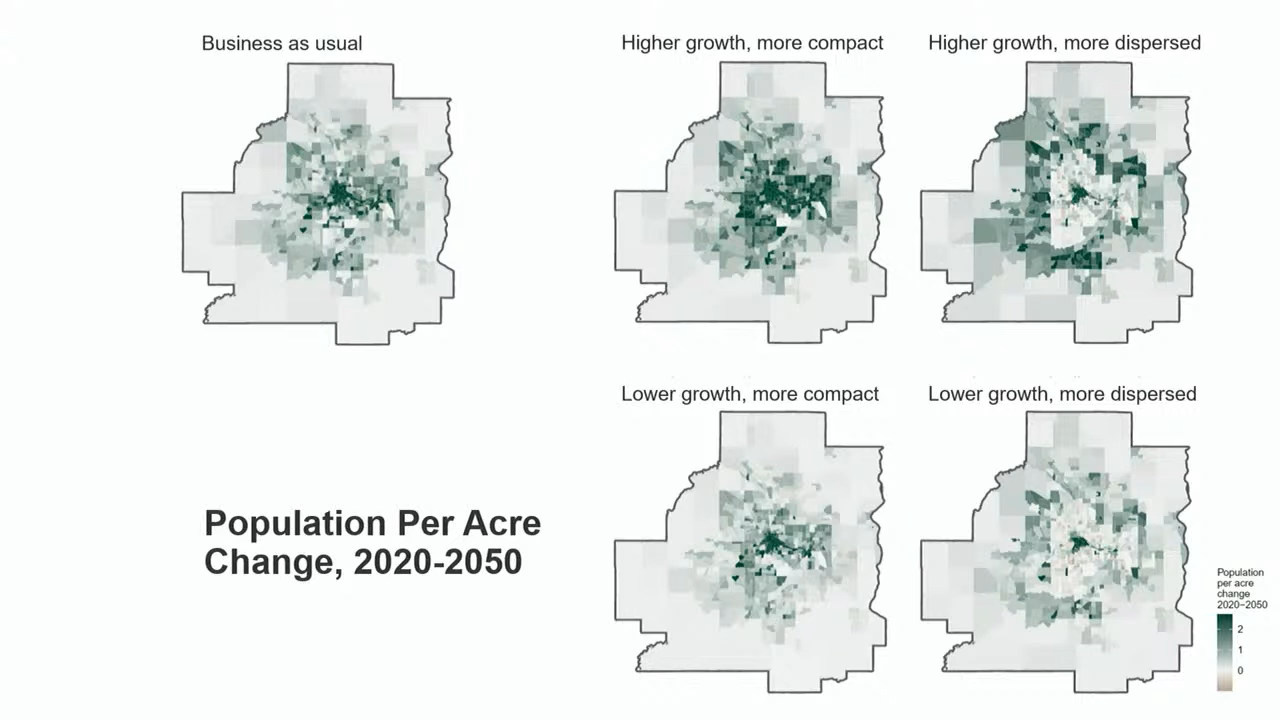 Business as usual
Higher growth, more compact
Higher growth, more dispersed
Lower growth, more compact
Lower growth, more dispersed
Population Per Acre
Change, 2020-2050
Population
per acre
change
2020−2050
2
1
0